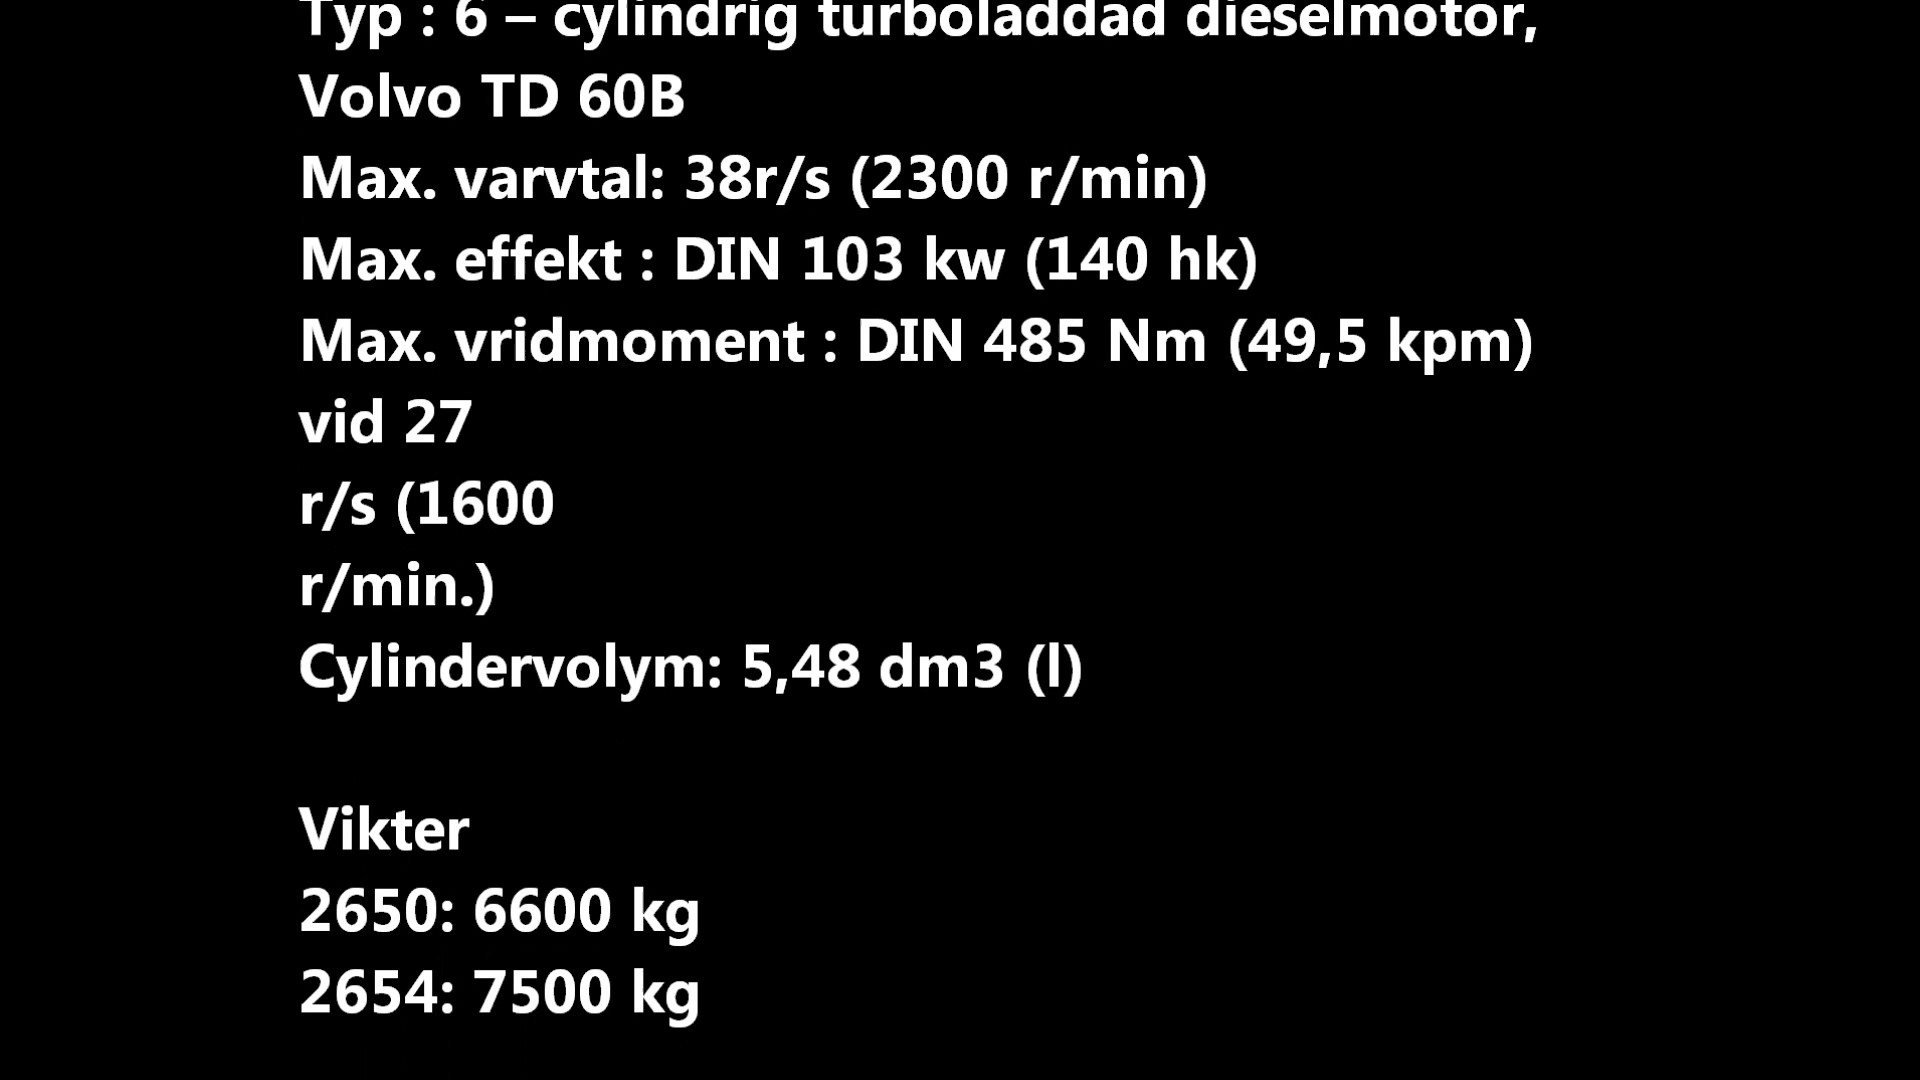 Typ : 6 – cylindrig turboladdad dieselmotor,
Volvo TD 60B
Max. varvtal: 38r/s (2300 r/min)
Max. effekt : DIN 103 kw (140 hk)
Max. vridmoment : DIN 485 Nm (49,5 kpm)
vid 27
r/s (1600
r/min.)
Cylindervolym: 5,48 dm3 (l)
Vikter
2650: 6600 kg
2654: 7500 kg